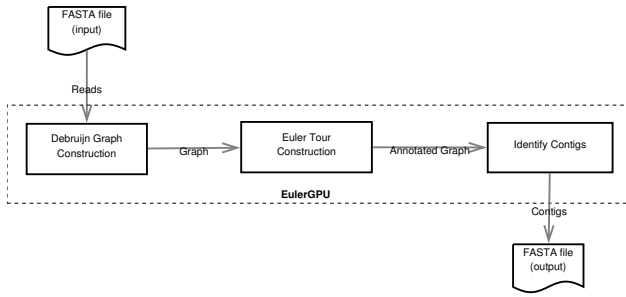 FASTA file
(input)
Reads
Debruijn Graph
Construction
Graph
Euler Tour
Construction
Annotated Graph
Identify Contigs
EulerGPU
Contigs
FASTA file
(output)